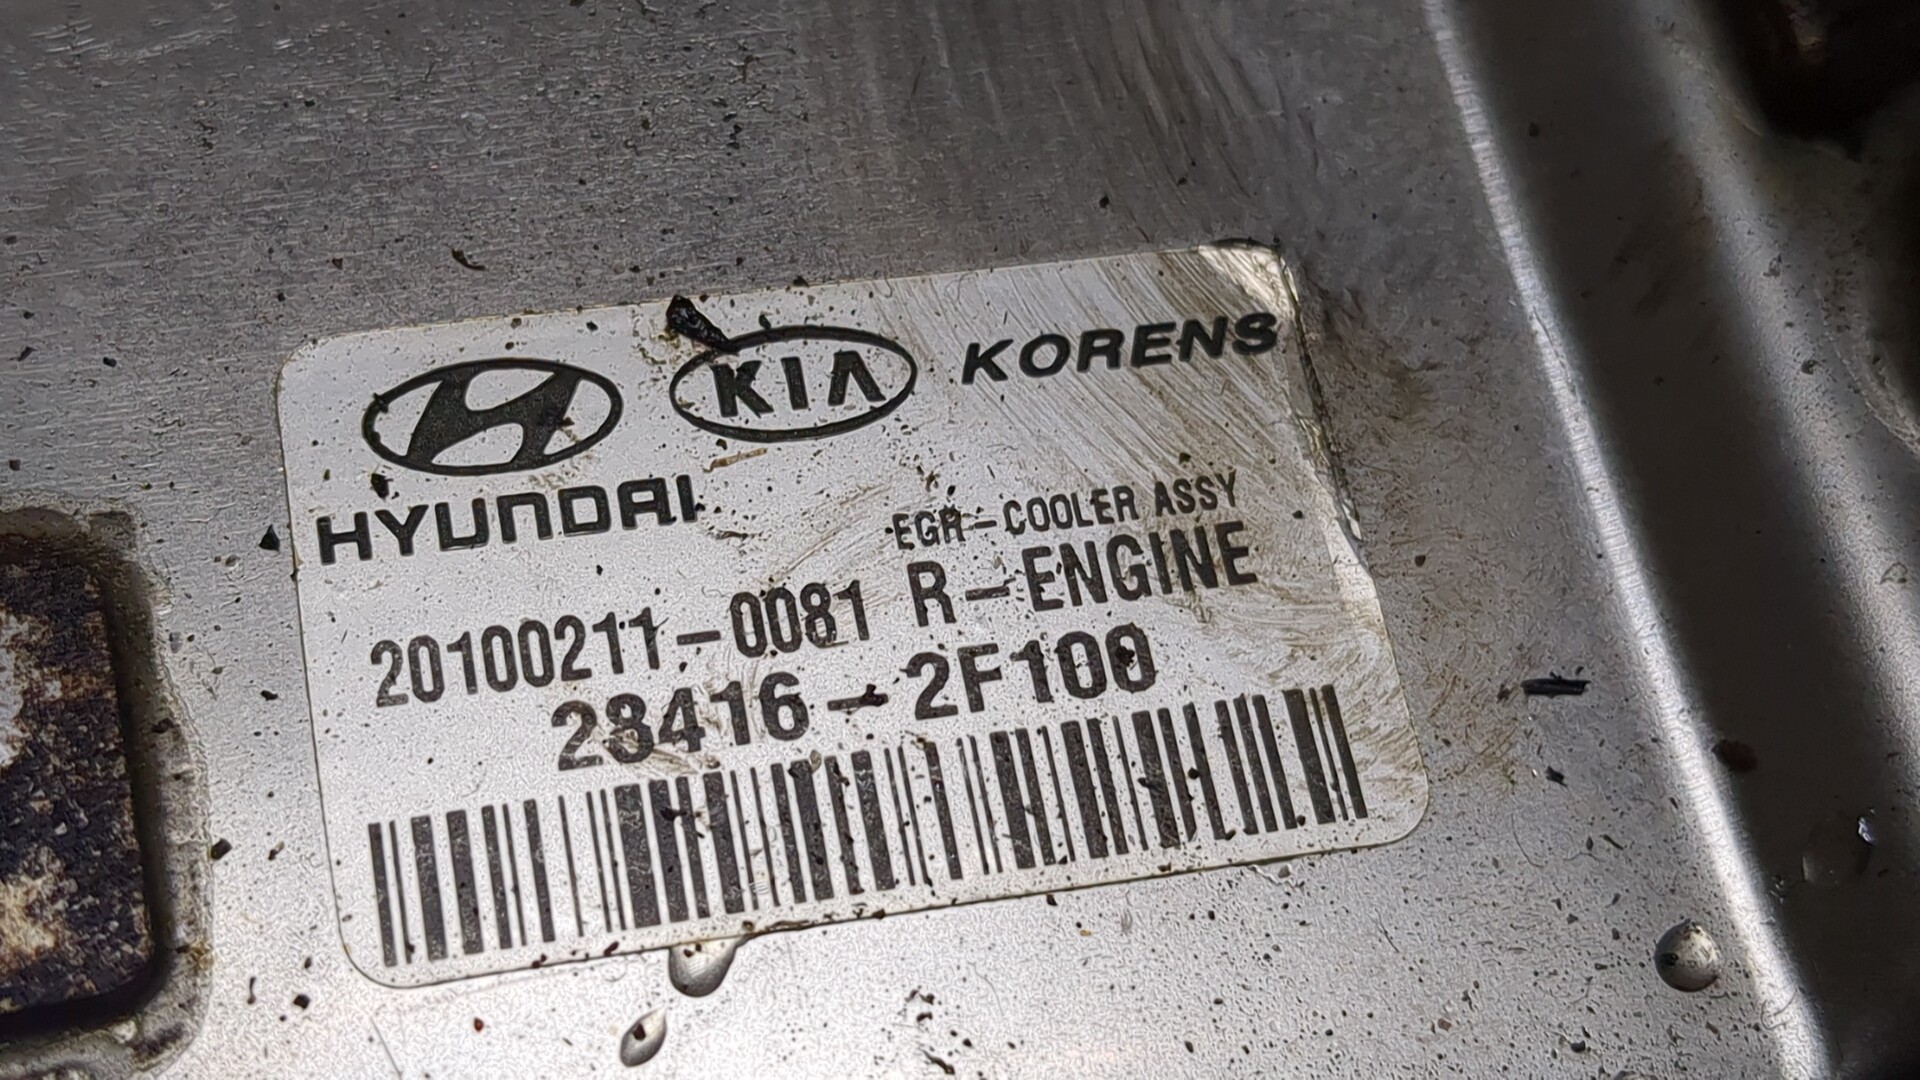 KIA KORENS
HYUNDAI
EGR-COOLER ASSY
20100211-0081 R-ENGINE
28416-2F100